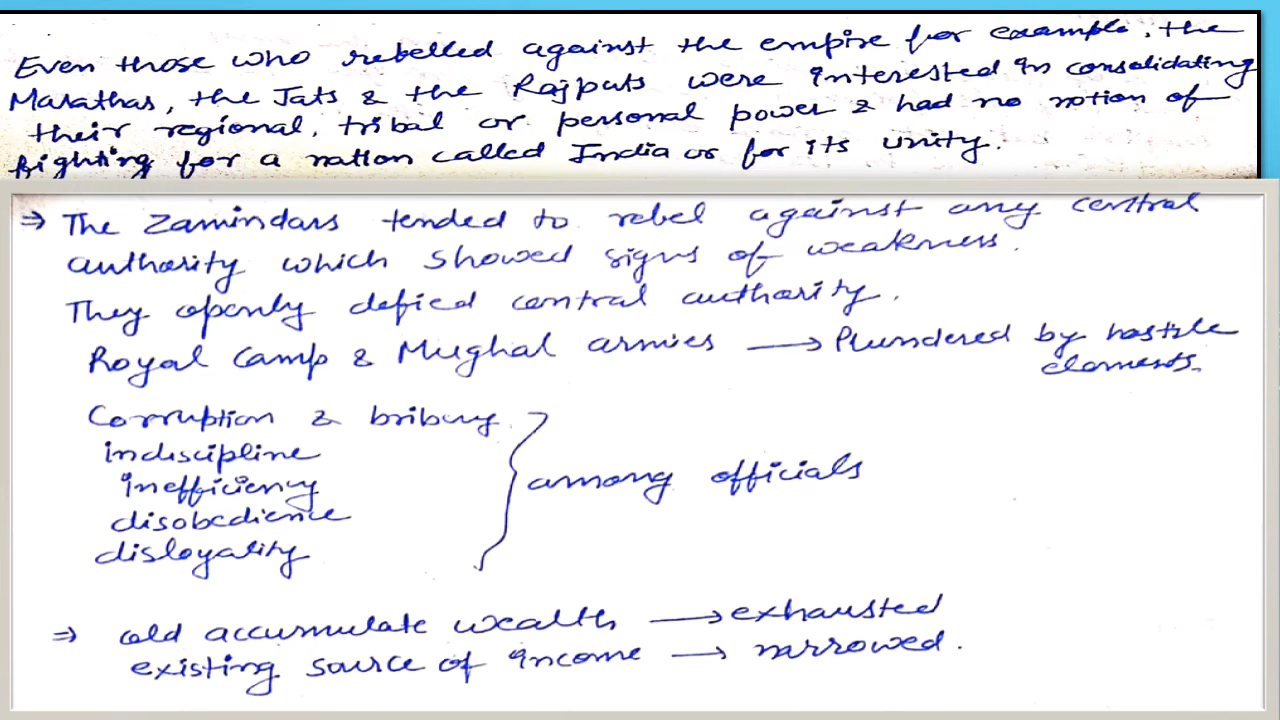 Even those who rebelled against the empire for example, the
Marathas, the Jats & the Rajputs were interested in consolidating
their regional, tribal or personal power & had no notion of
fighting for a nation called India or for its unity.
⇒ The Zamindars tended to rebel against any central
authority which showed signs of weakness.
They openly defied central authority.
Royal Camp & Mughal armies → Plundered by hostile
elements.
Corruption & bribery
indiscipline
inefficiency
among officials
disobedience
disloyality
⇒ old accumulate wealth → exhausted
existing source of income → narrowed.